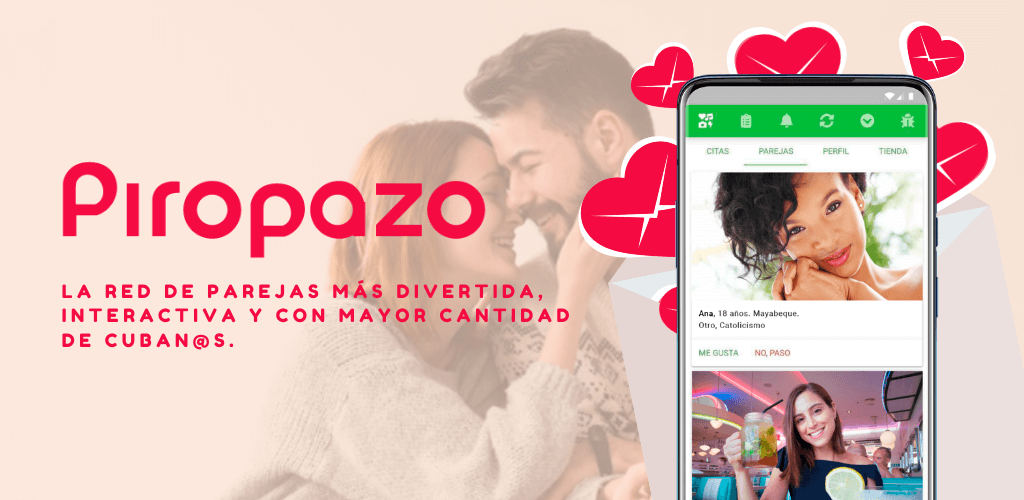 Piropazo
LA RED DE PAREJAS MÁS DIVERTIDA,
INTERACTIVA Y CON MAYOR CANTIDAD
DE CUBAN@S.
CITAS PAREJAS PERFIL TIENDA
Ana, 18 años. Mayabeque.
Otro, Catolicismo
ME GUSTA NO, PASO